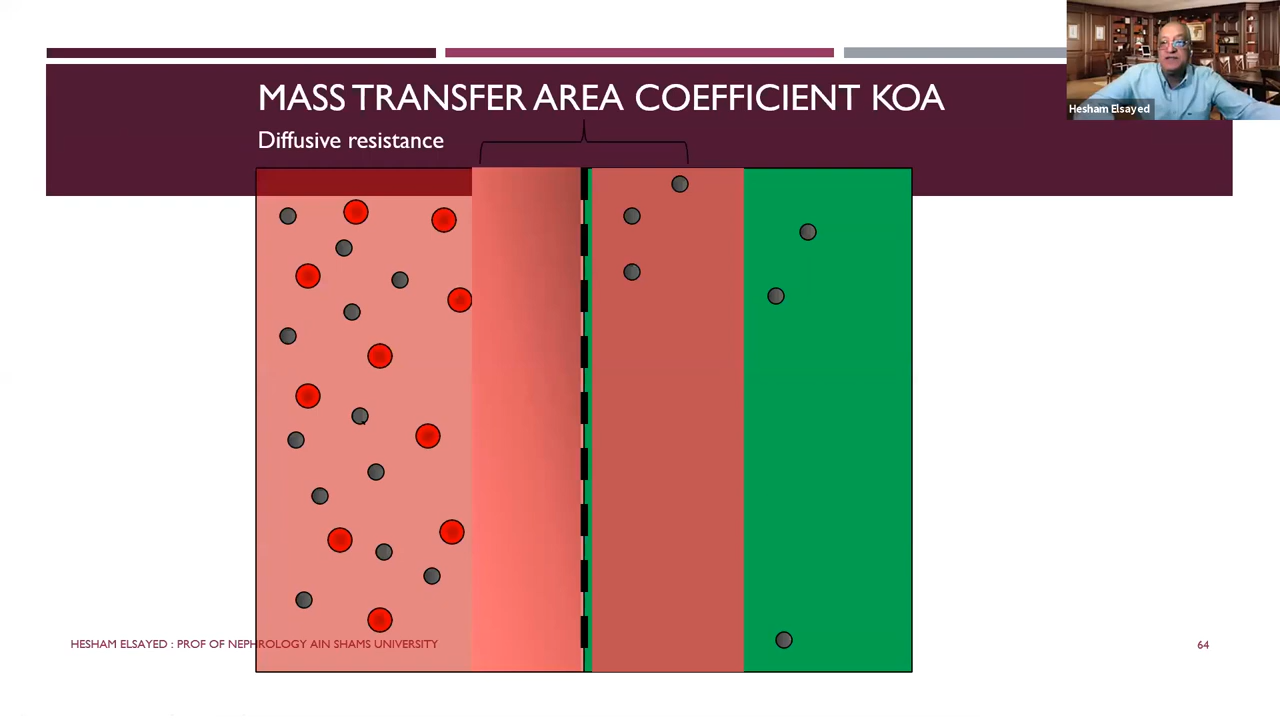 MASS TRANSFER AREA COEFFICIENT KOA
Diffusive resistance
Hesham Elsayed
HESHAM ELSAYED : PROF OF NEPHROLOGY AIN SHAMS UNIVERSITY
64